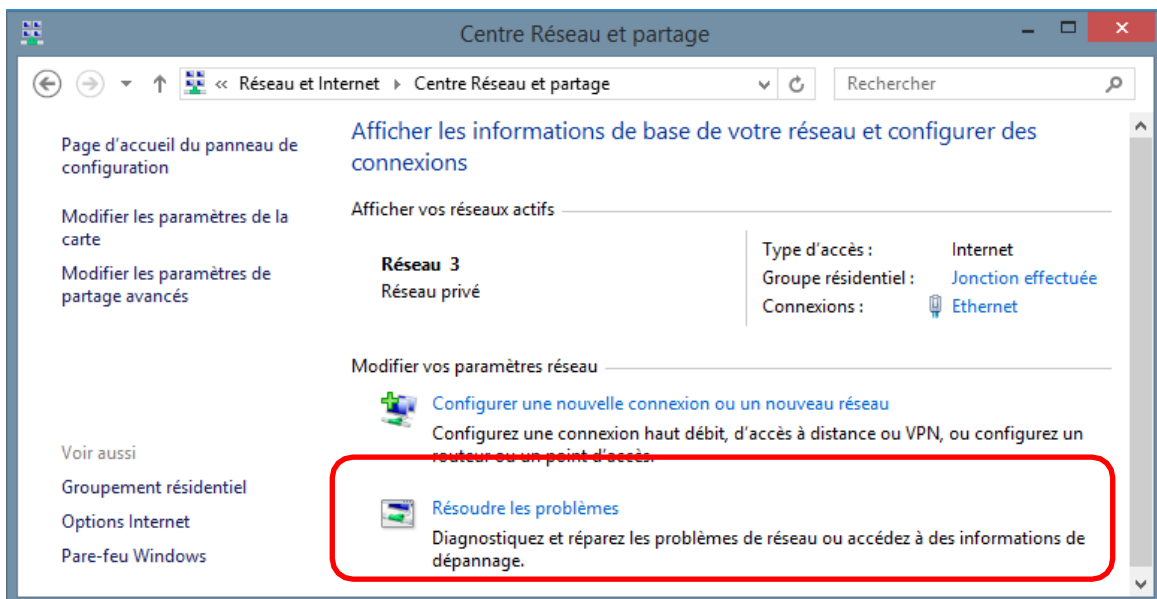 Centre Réseau et partage
« Réseau et Internet Centre Réseau et partage
Rechercher
Page d'accueil du panneau de
configuration
Modifier les paramètres de la
carte
Modifier les paramètres de
partage avancés
Voir aussi
Groupement résidentiel
Options Internet
Pare-feu Windows
Afficher les informations de base de votre réseau et configurer des
connexions
Afficher vos réseaux actifs
Réseau 3
Réseau privé
Type d'accès : Internet
Groupe résidentiel : Jonction effectuée
Connexions : Ethernet
Modifier vos paramètres réseau
Configurer une nouvelle connexion ou un nouveau réseau
Configurez une connexion haut débit, d'accès à distance ou VPN, ou configurez un
routeur ou un point d'accès.
Résoudre les problèmes
Diagnostiquez et réparez les problèmes de réseau ou accédez à des informations de
dépannage.